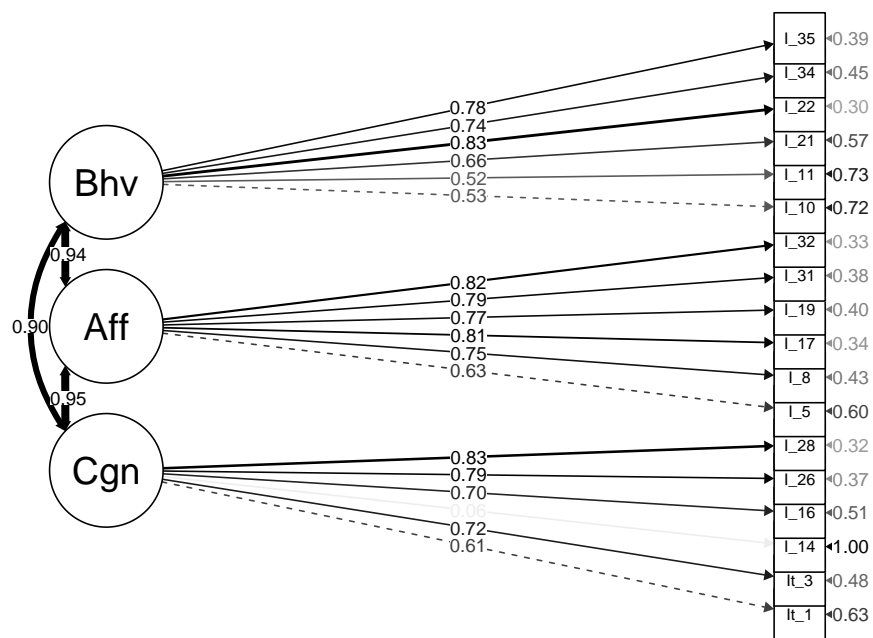 I_35 0.39
I_34 0.45
0.78
I_22 0.30
0.74
0.83
I_21 0.57
0.66
I_11 0.73
0.52
Bhv
0.53
I_10 0.72
I_32 0.33
0.94
I_31 0.38
0.82
0.79
I_19 0.40
0.77
0.90
Aff
0.81
I_17 0.34
0.75
0.63
I_8 0.43
0.95
I_5 0.60
I_28 0.32
0.83
Cgn
0.79
I_26 0.37
0.70
0.06
I_16 0.51
0.72
0.61
I_14 1.00
It_3 0.48
It_1 0.63